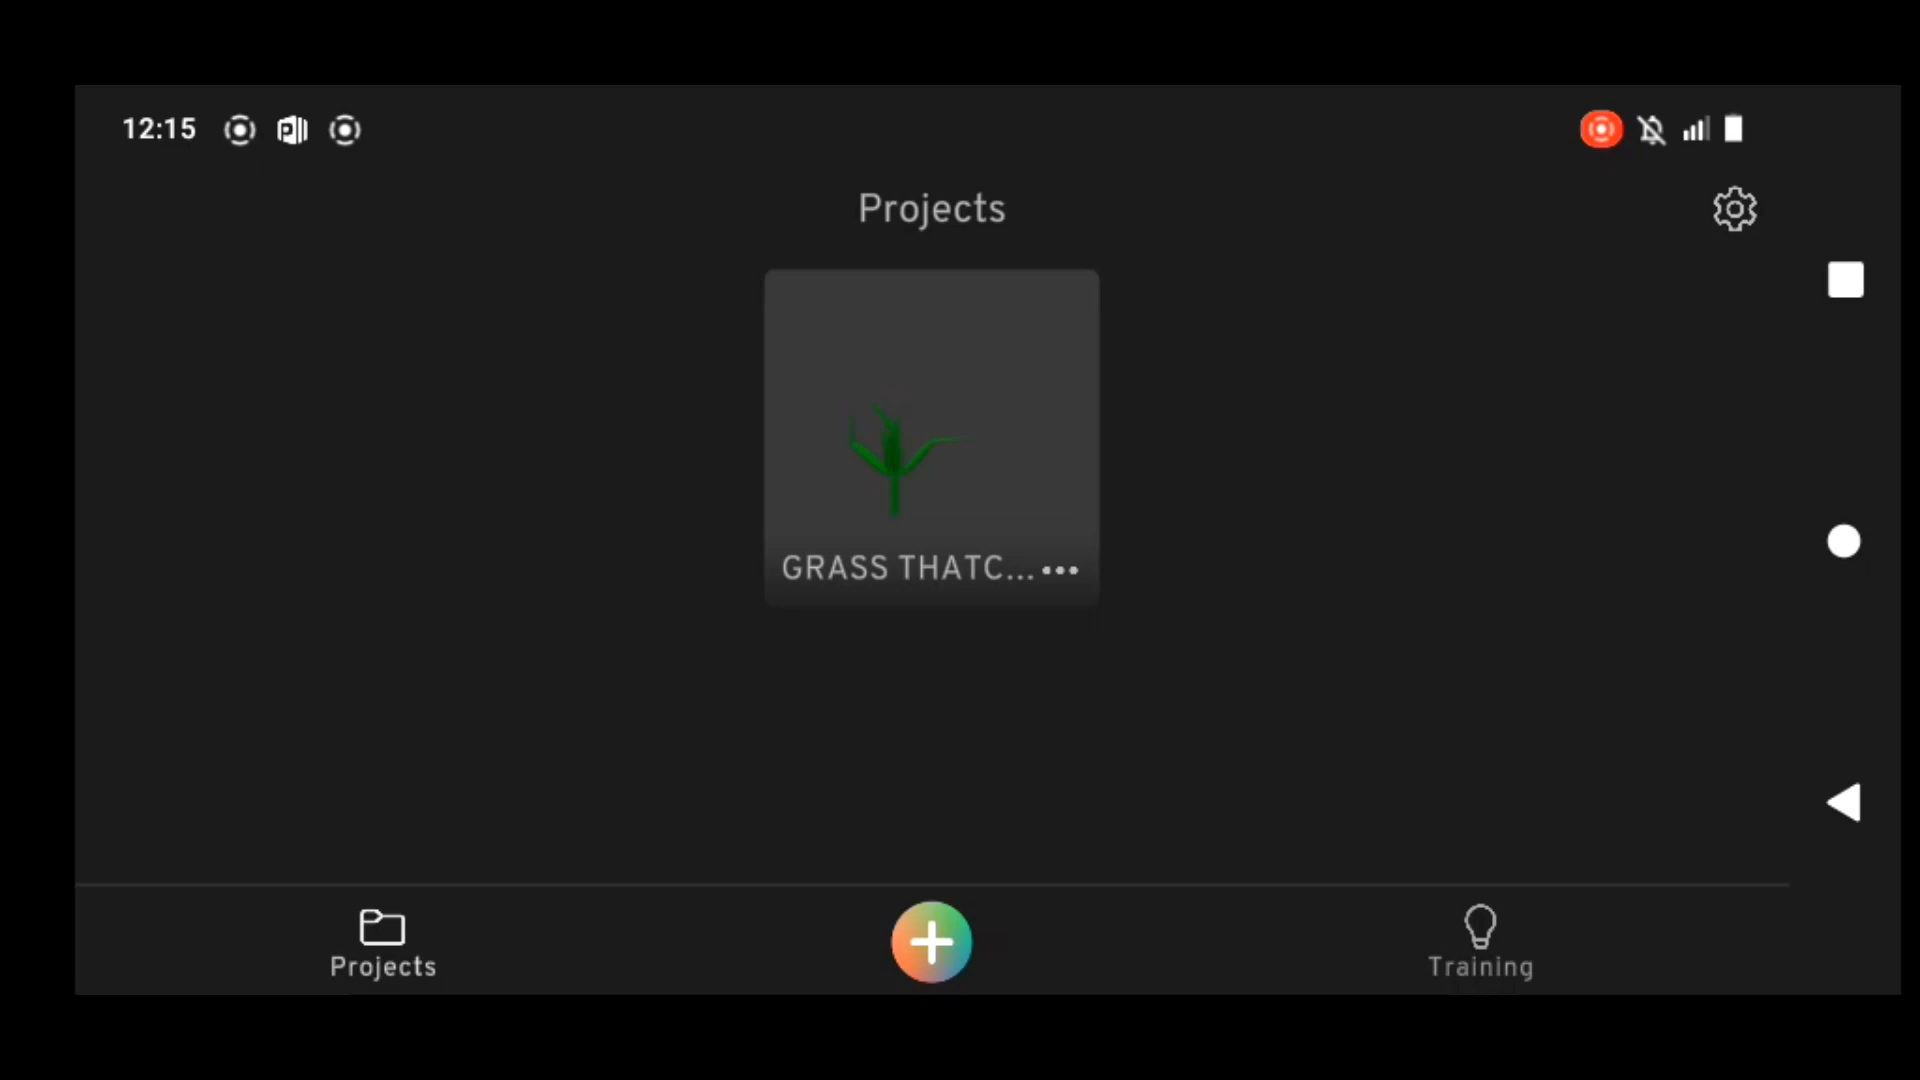 12:15
Projects
GRASS THATC...
Projects
Training